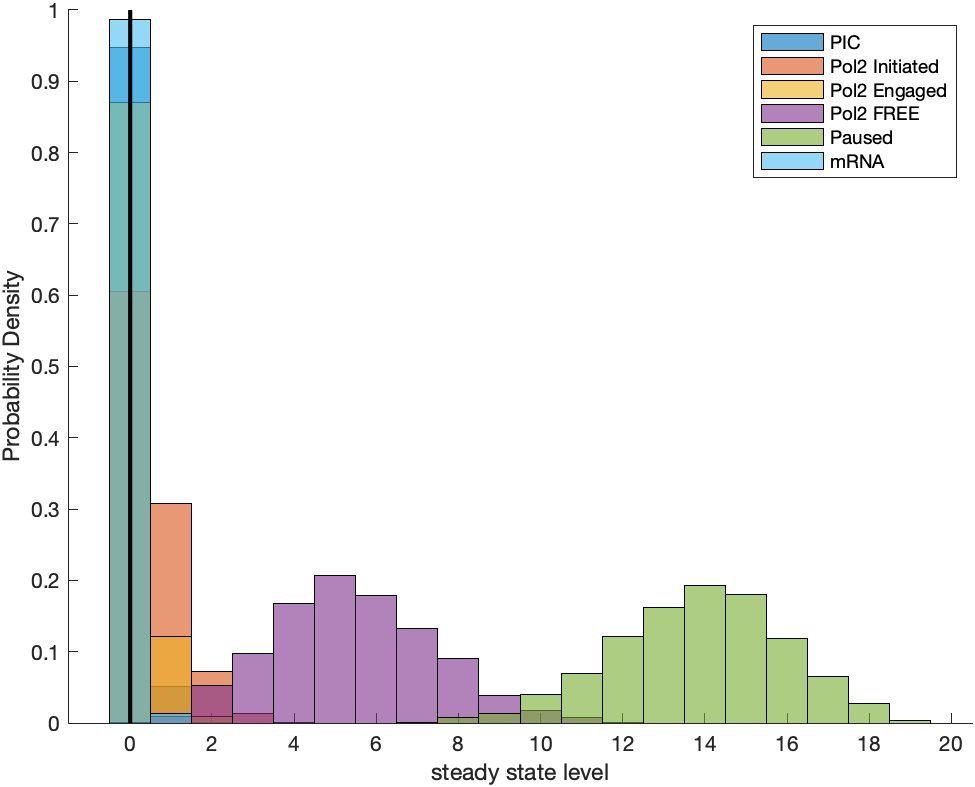 1
0.9
0.8
0.7
0.6
0.5
0.4
0.3
0.2
0.1
0
Probability Density
0 2 4 6 8 10 12 14 16 18 20
steady state level
PIC
Pol2 Initiated
Pol2 Engaged
Pol2 FREE
Paused
mRNA